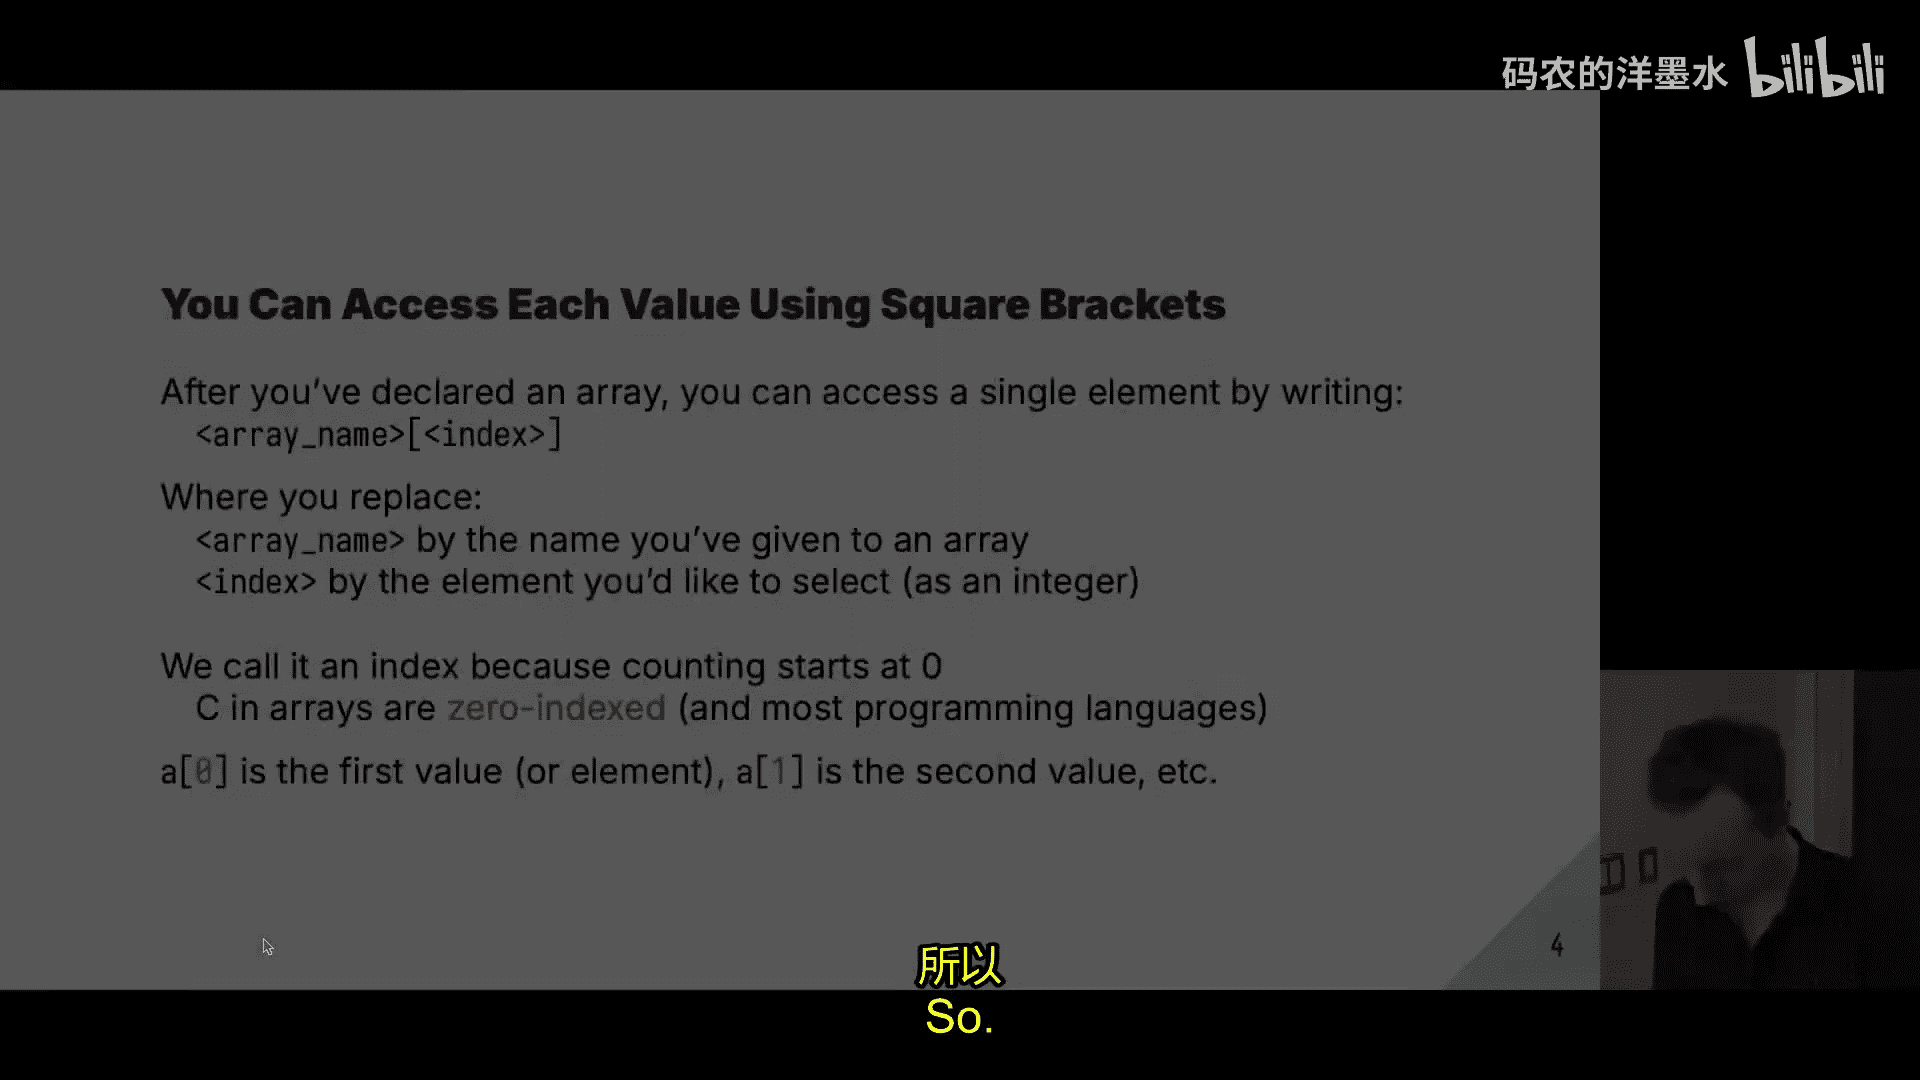 码农的洋墨水 bilibili
You Can Access Each Value Using Square Brackets
After you've declared an array, you can access a single element by writing:
<array_name>[<index>]
Where you replace:
<array_name> by the name you've given to an array
<index> by the element you'd like to select (as an integer)
We call it an index because counting starts at 0
C in arrays are zero-indexed (and most programming languages)
a[0] is the first value (or element), a[1] is the second value, etc.
4
所以
So.